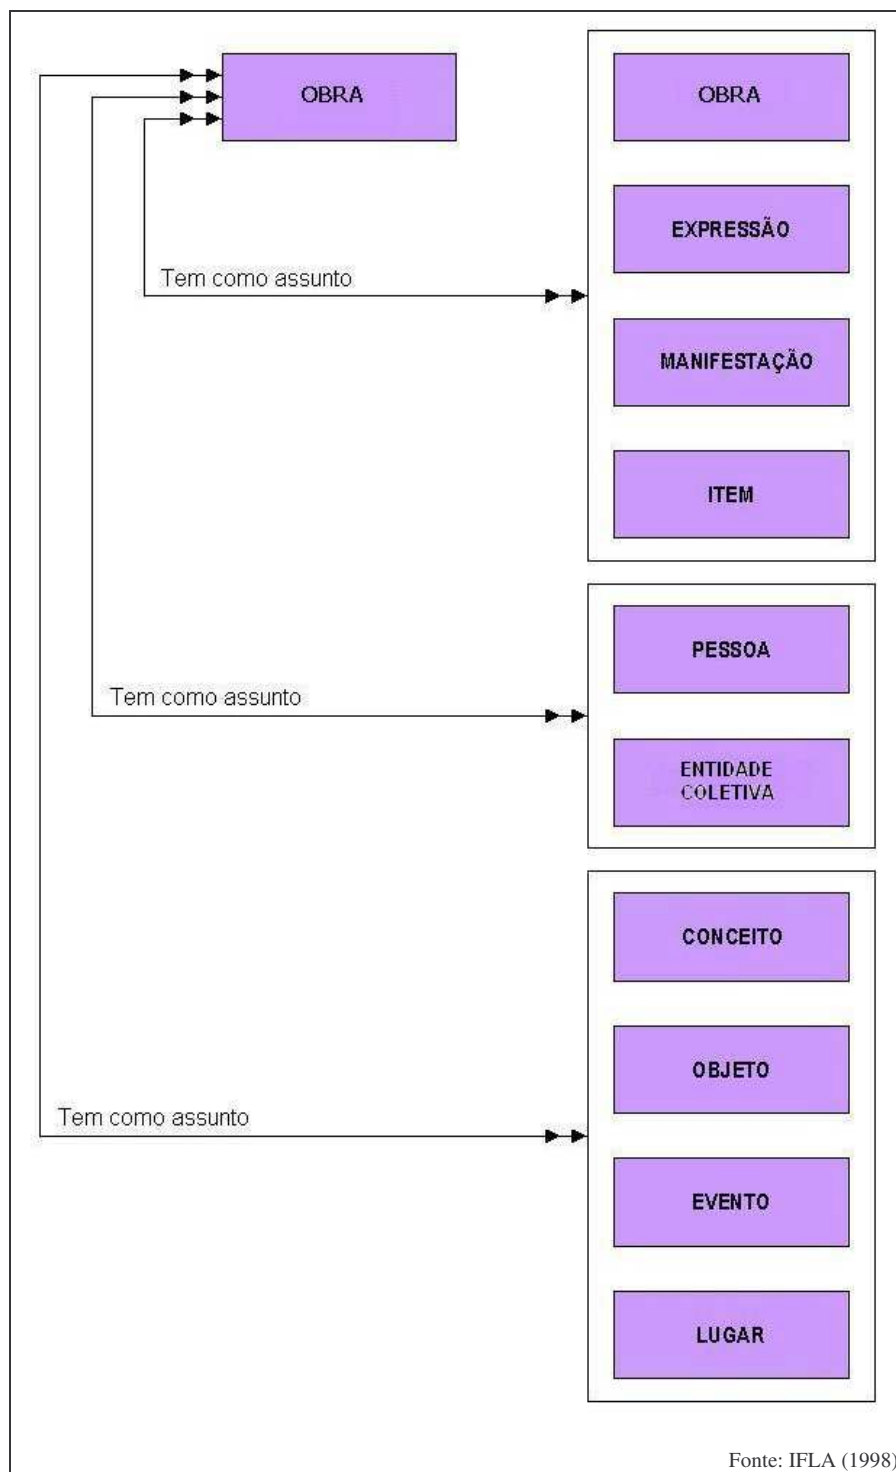 OBRA
OBRA
EXPRESSÃO
Tem como assunto
MANIFESTAÇÃO
ITEM
PESSOA
Tem como assunto
ENTIDADE
COLETIVA
CONCEITO
OBJETO
Tem como assunto
EVENTO
LUGAR
Fonte: IFLA (1998)